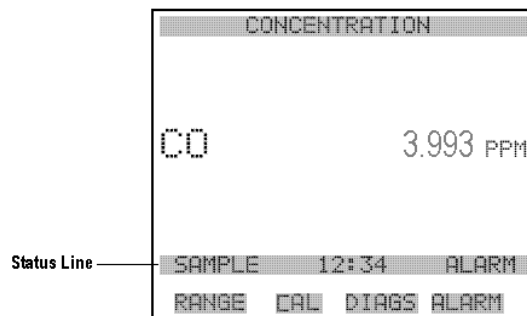 CONCENTRATION
CO 3.993 PPM
Status Line
SAMPLE 12:34 ALARM
RANGE CAL DIAGS ALARM